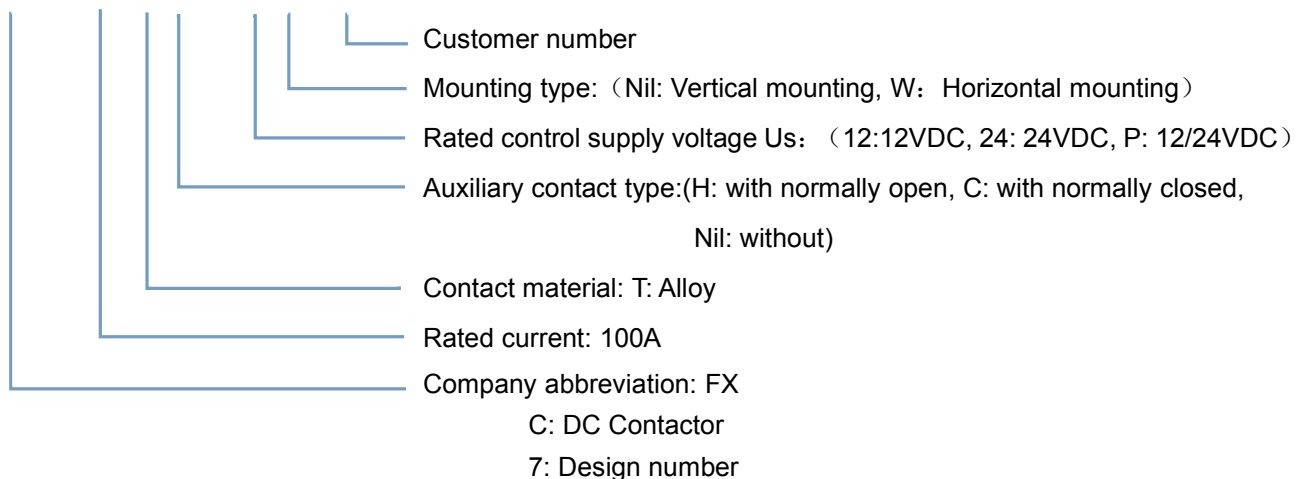 Customer number
Mounting type:（Nil: Vertical mounting, W：Horizontal mounting）
Rated control supply voltage Us：（12:12VDC, 24: 24VDC, P: 12/24VDC）
Auxiliary contact type:(H: with normally open, C: with normally closed,
Nil: without)
Contact material: T: Alloy
Rated current: 100A
Company abbreviation: FX
C: DC Contactor
7: Design number